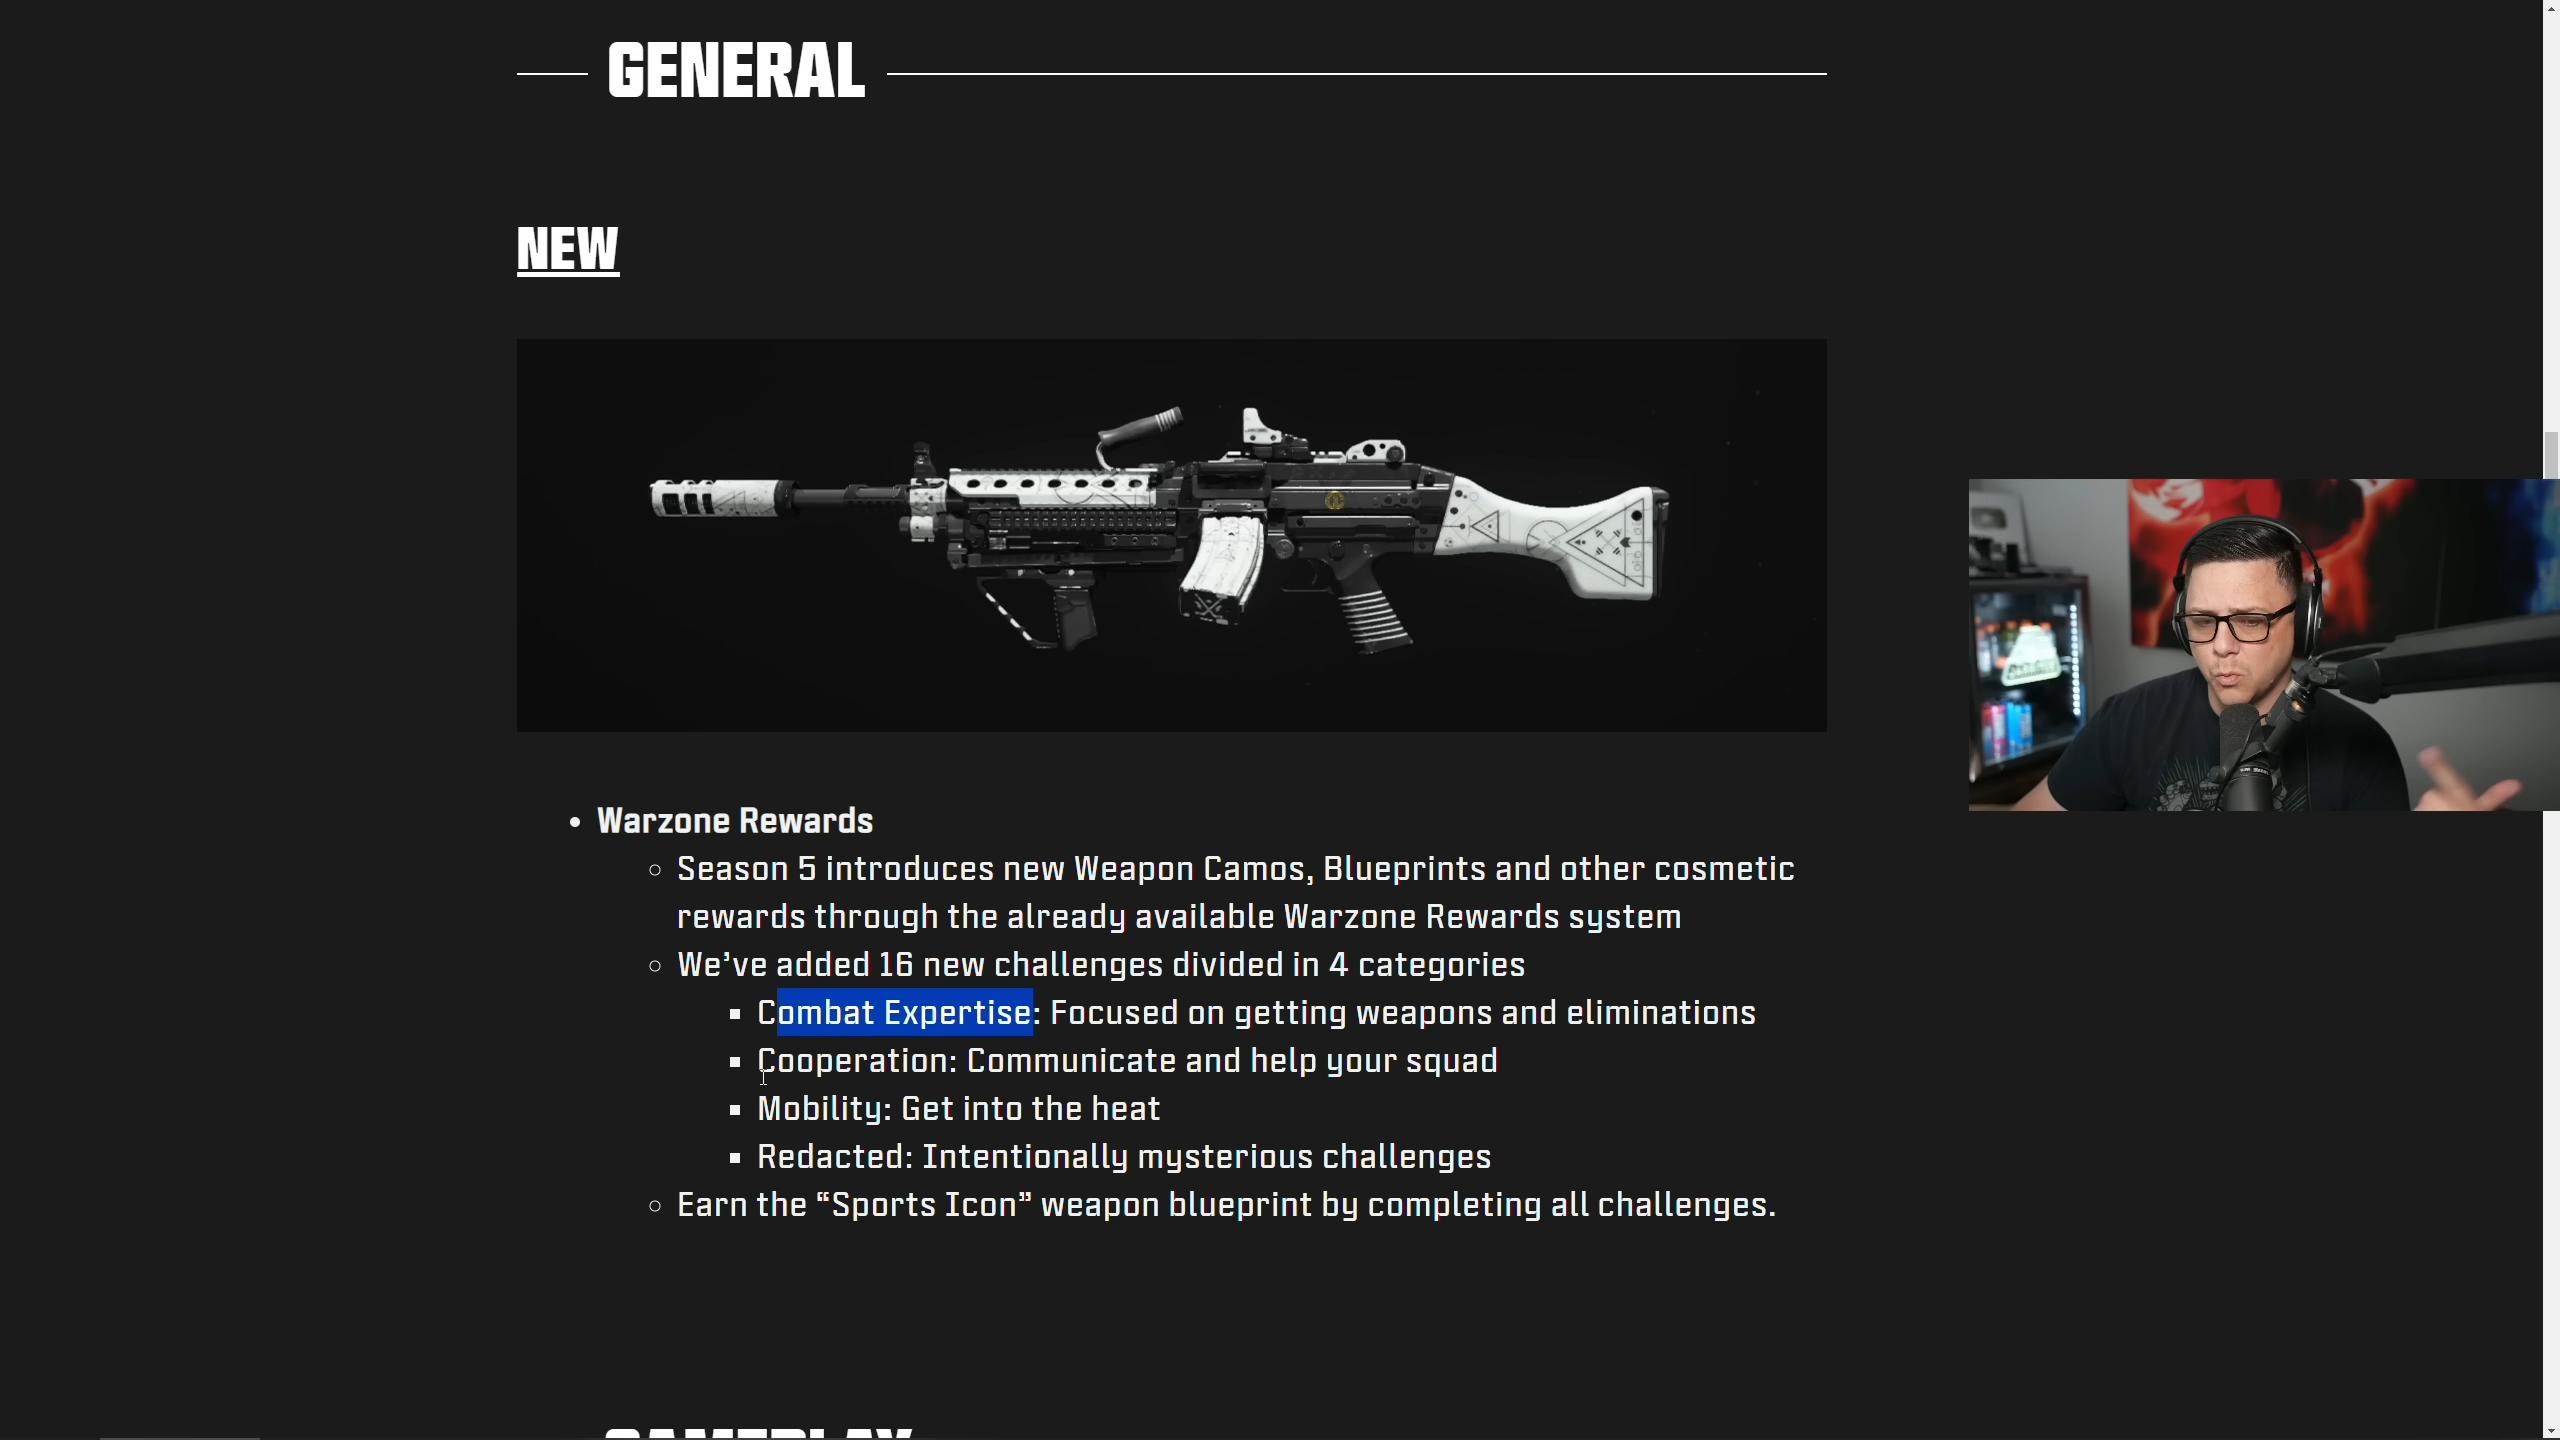 GENERAL
NEW
Warzone Rewards
Season 5 introduces new Weapon Camos, Blueprints and other cosmetic
rewards through the already available Warzone Rewards system
We’ve added 16 new challenges divided in 4 categories
Combat Expertise: Focused on getting weapons and eliminations
Cooperation: Communicate and help your squad
Mobility: Get into the heat
Redacted: Intentionally mysterious challenges
Earn the “Sports Icon” weapon blueprint by completing all challenges.
GAMEPLAY